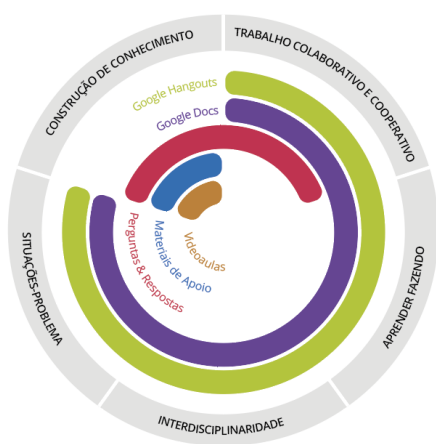 CONSTRUÇÃO DE CONHECIMENTO
TRABALHO COLABORATIVO E COOPERATIVO
Google Hangouts
Google Docs
Perguntas & Respostas
Materiais de Apoio
Videoaulas
SITUAÇÕES-PROBLEMA
APRENDER FAZENDO
INTERDISCIPLINARIDADE